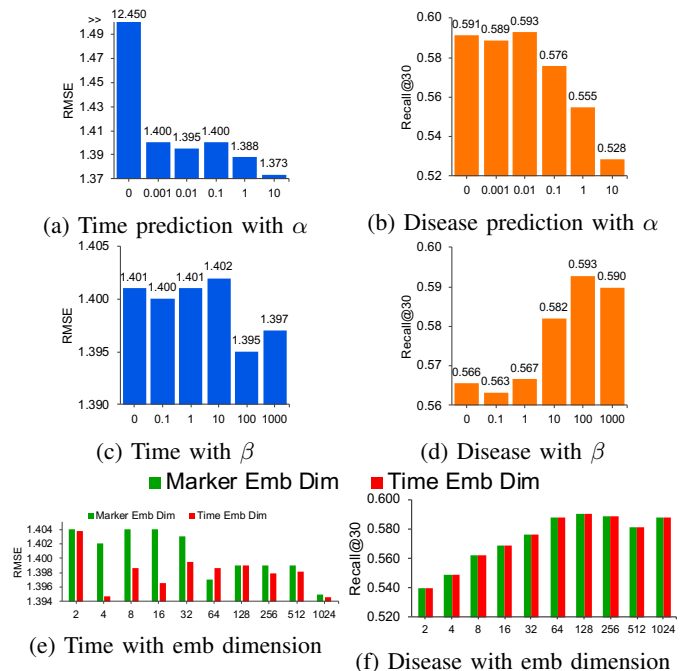 >> 12.450
1.49
1.47
1.45
1.43
1.41
1.39
1.37
RMSE
1.400
1.395
1.400
1.388
1.373
0 0.001 0.01 0.1 1 10
(a) Time prediction with α
0.60
0.58
0.56
0.54
0.52
Recall@30
0.591
0.589
0.593
0.576
0.555
0.528
0 0.001 0.01 0.1 1 10
(b) Disease prediction with α
1.405
1.400
1.395
1.390
RMSE
1.401
1.400
1.401
1.402
1.395
1.397
0 0.1 1 10 100 1000
(c) Time with β
0.60
0.59
0.58
0.57
0.56
Recall@30
0.566
0.563
0.567
0.582
0.593
0.590
0 0.1 1 10 100 1000
(d) Disease with β
Marker Emb Dim Time Emb Dim
Marker Emb Dim Time Emb Dim
1.404
1.402
1.400
1.398
1.396
1.394
RMSE
2 4 8 16 32 64 128 256 512 1024
(e) Time with emb dimension
0.600
0.580
0.560
0.540
0.520
Recall@30
2 4 8 16 32 64 128 256 512 1024
(f) Disease with emb dimension